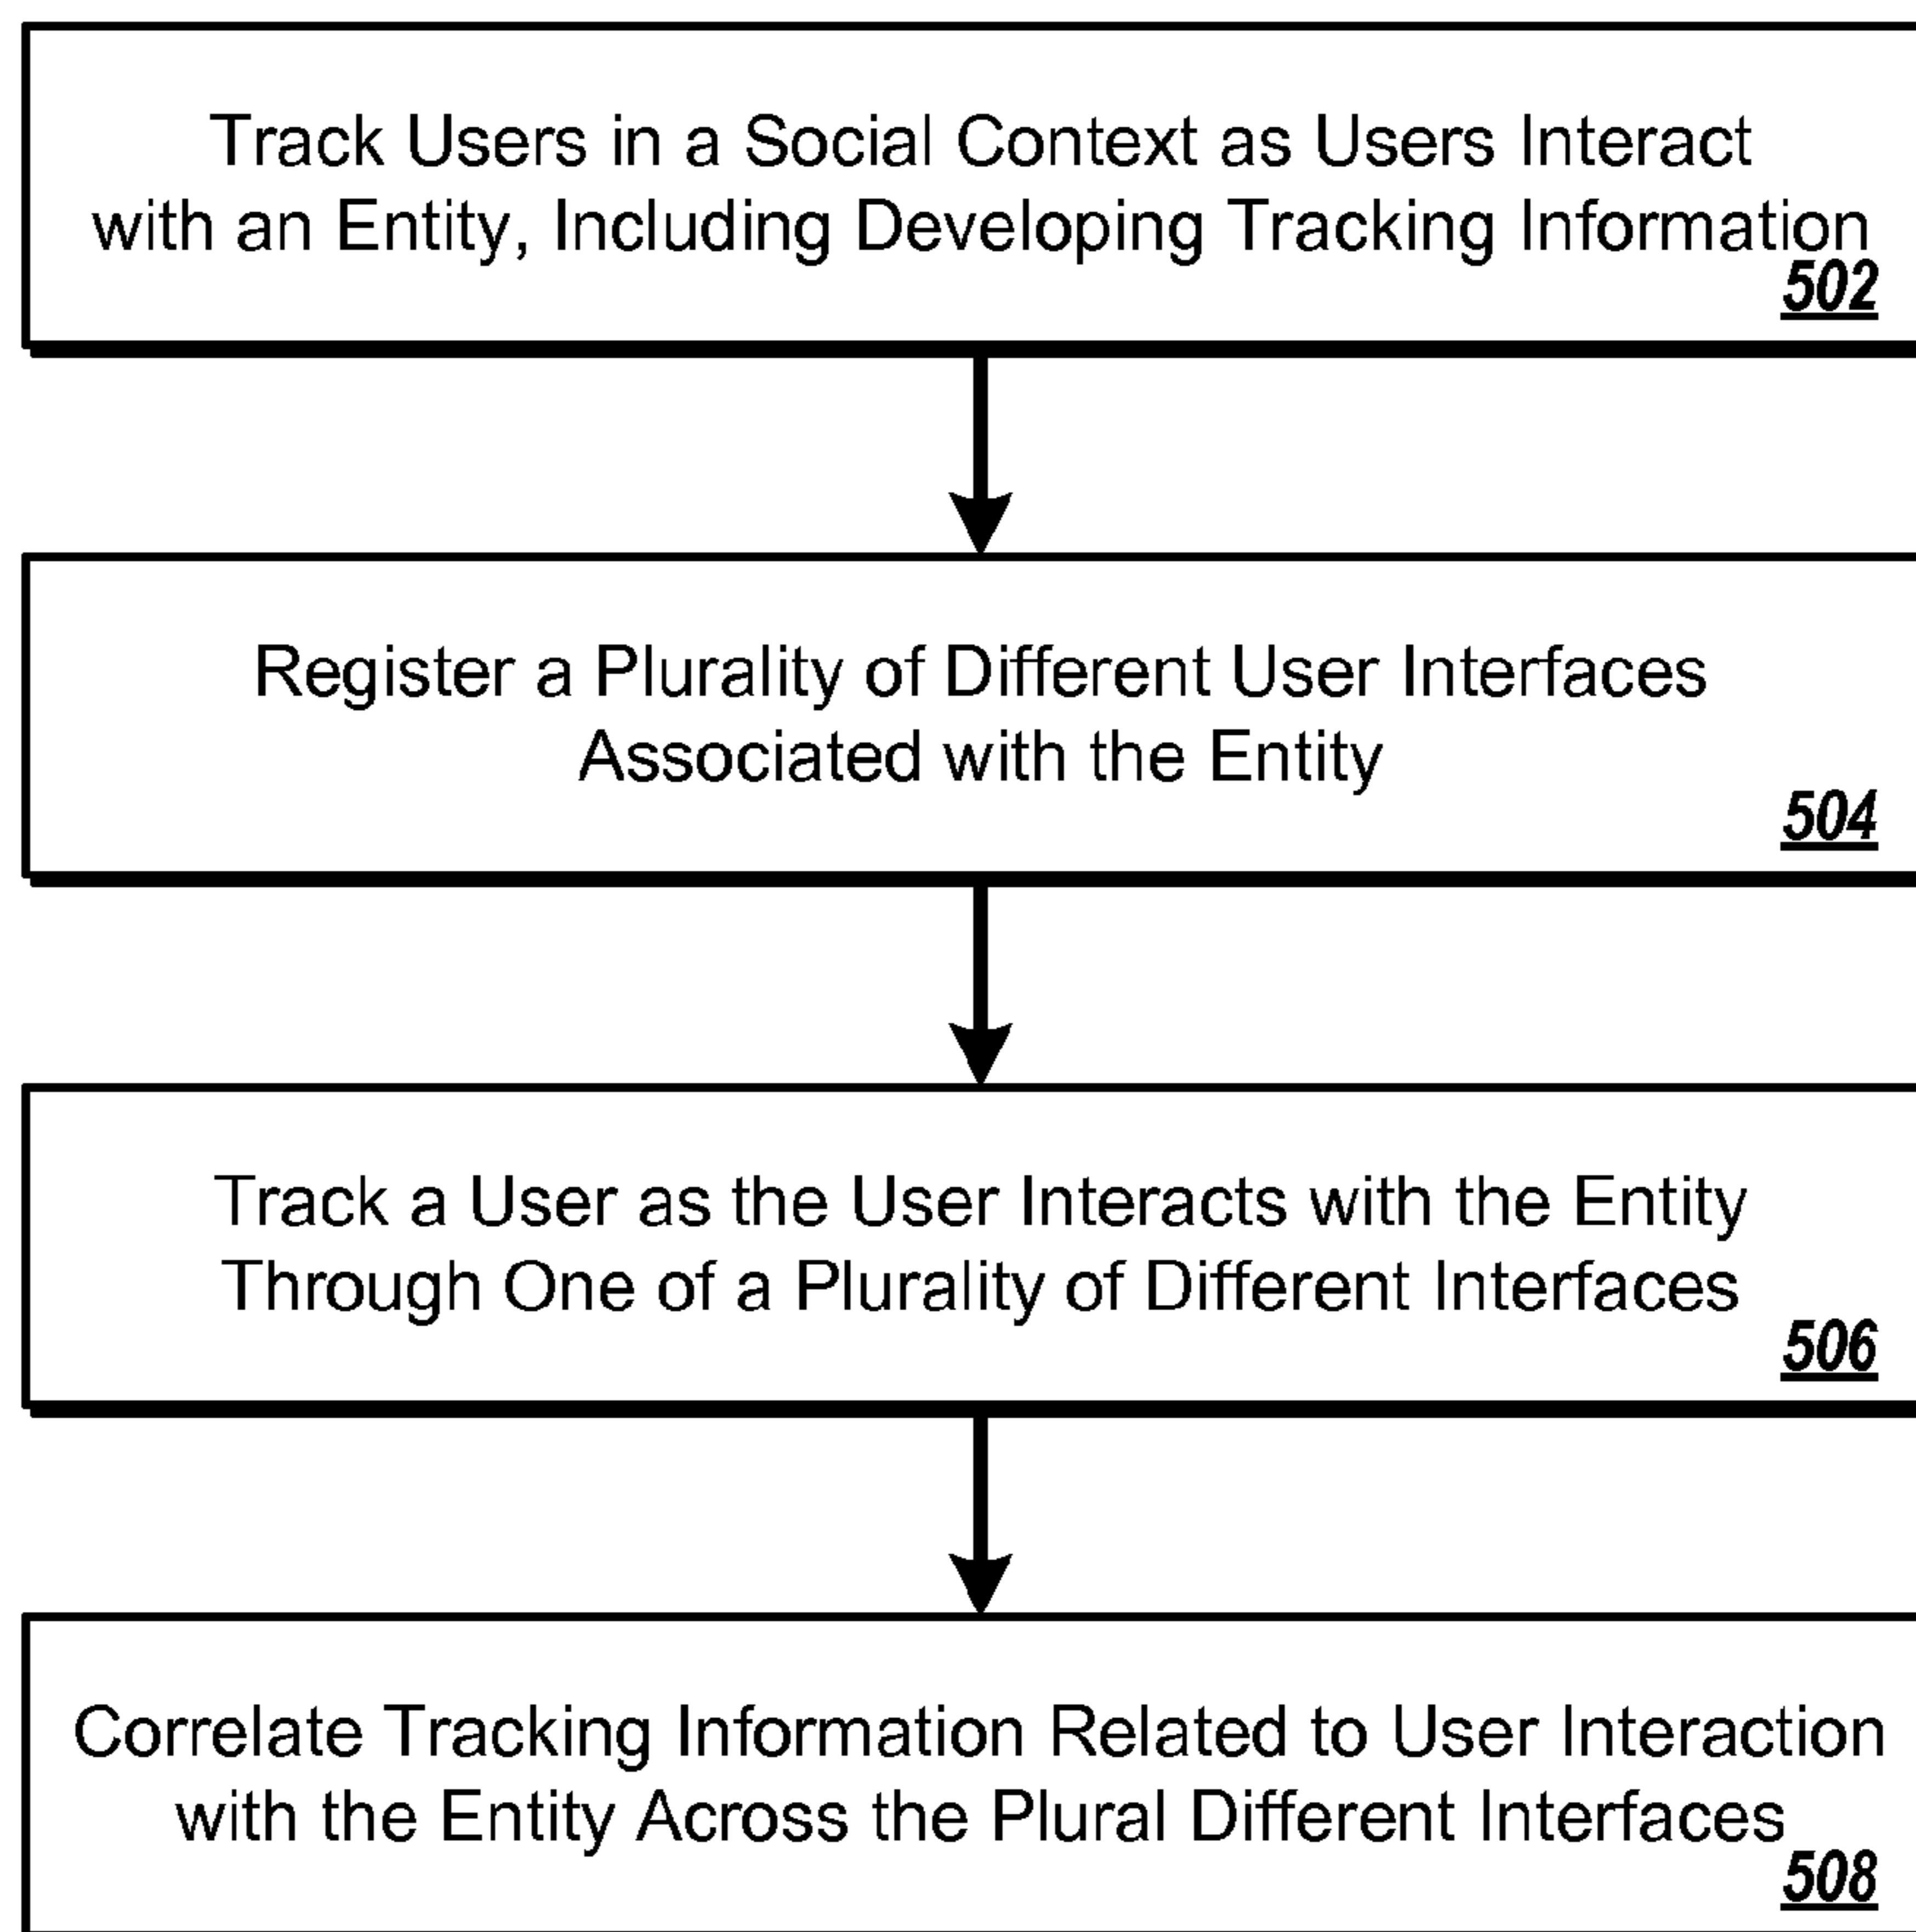 Track Users in a Social Context as Users Interact
with an Entity, Including Developing Tracking Information
502
Register a Plurality of Different User Interfaces
Associated with the Entity
504
Track a User as the User Interacts with the Entity
Through One of a Plurality of Different Interfaces
506
Correlate Tracking Information Related to User Interaction
with the Entity Across the Plural Different Interfaces
508